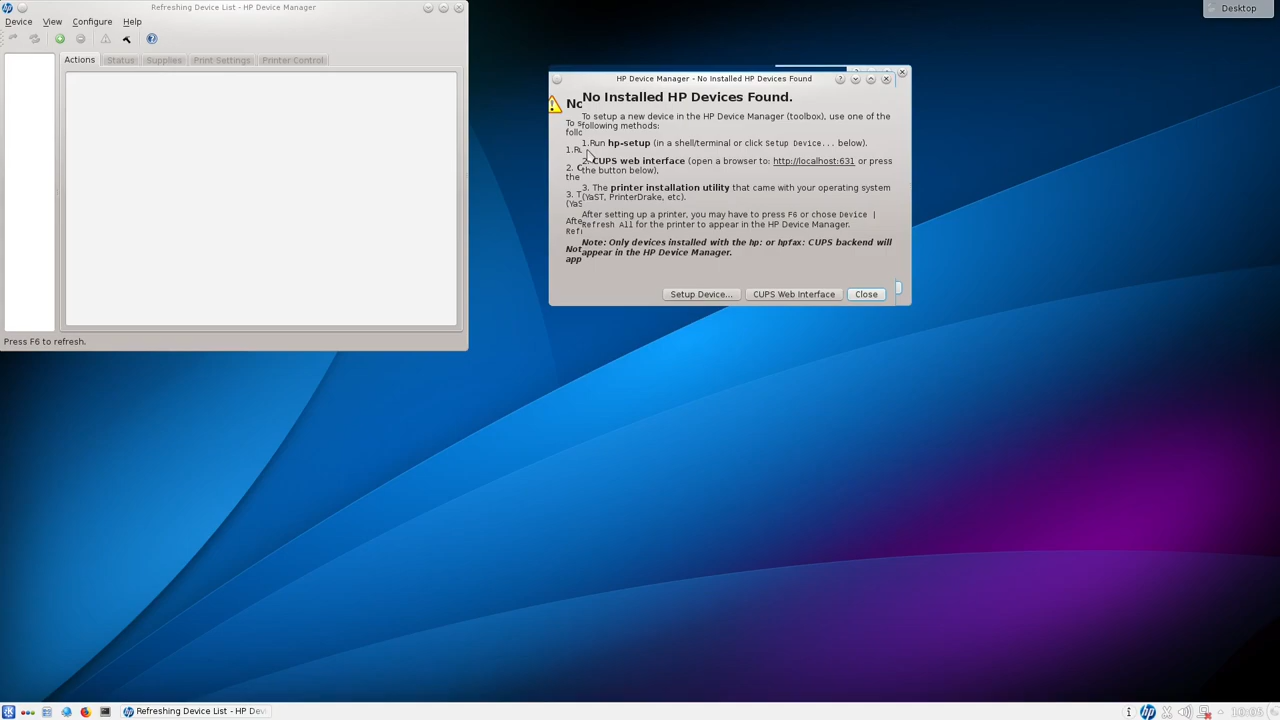 Refreshing Device List - HP Device Manager
Desktop
Device View Configure Help
Actions Status Supplies Print Settings Printer Control
HP Device Manager - No Installed HP Devices Found
No Installed HP Devices Found.
To setup a new device in the HP Device Manager (toolbox), use one of the
following methods:
1.Run hp-setup (in a shell/terminal or click Setup Device... below).
2. CUPS web interface (open a browser to: http://localhost:631 or press
the button below),
3. The printer installation utility that came with your operating system
(YaST, PrinterDrake, etc).
After setting up a printer, you may have to press F6 or chose Device |
Refresh All for the printer to appear in the HP Device Manager.
Note: Only devices installed with the hp: or hpfax: CUPS backend will
appear in the HP Device Manager.
Setup Device... CUPS Web Interface Close
Press F6 to refresh.
Refreshing Device List - HP Dev
10:05